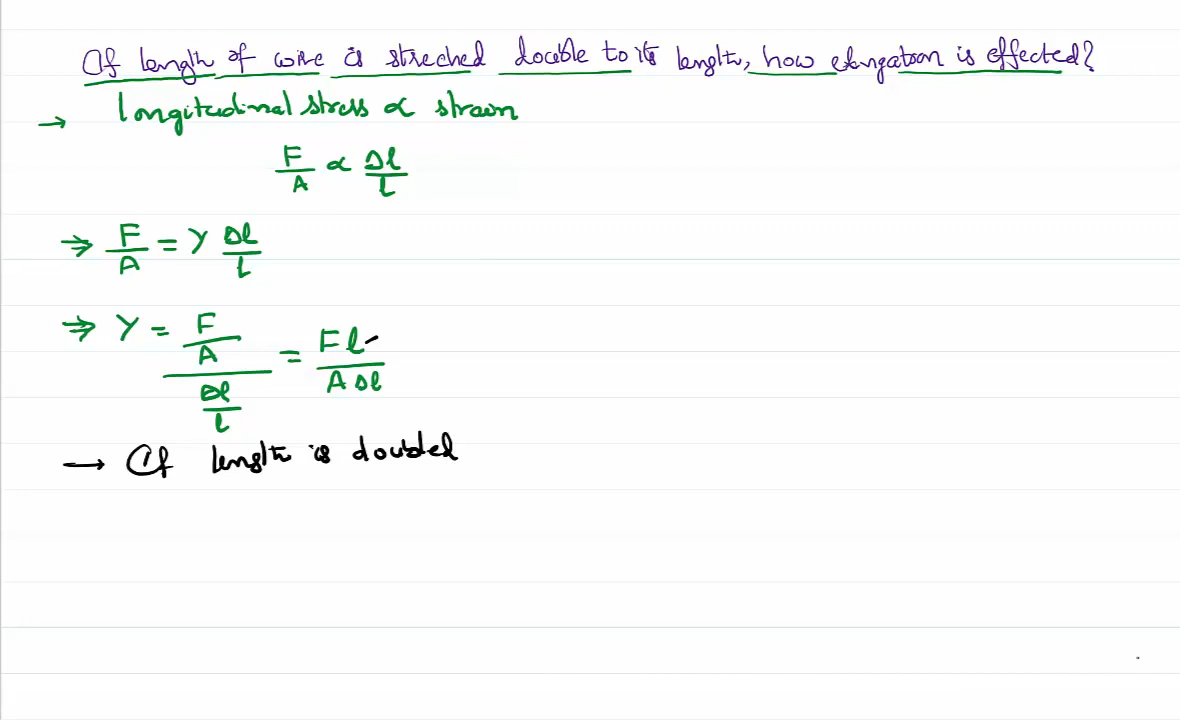 If length of wire is streched double to its length, how elongation is effected?
→ longitudinal stress ∝ strain
F/A ∝ Δl/l
⇒ F/A = Y Δl/l
⇒ Y = (F/A)/(Δl/l) = Fl/AΔl
→ If length is doubled